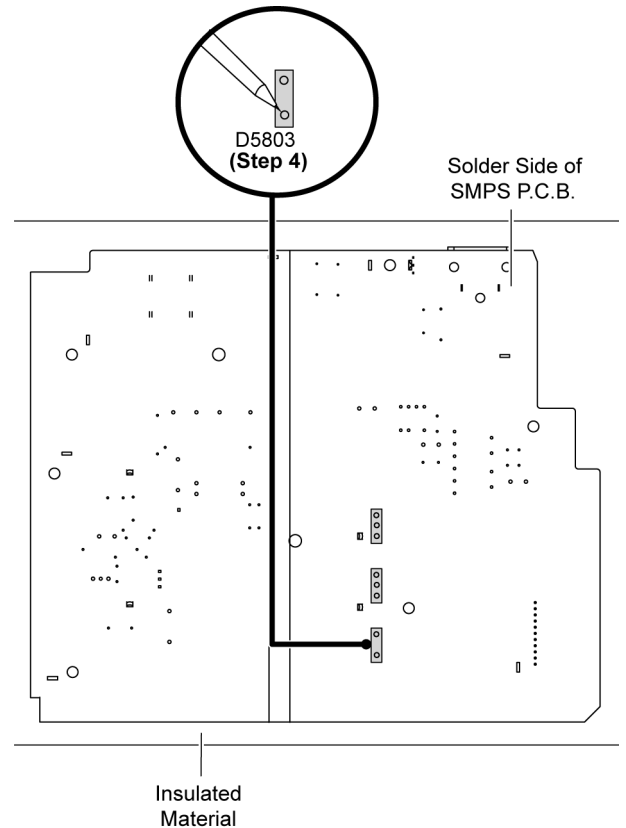 D5803
(Step 4)
Solder Side of
SMPS P.C.B.
Insulated
Material